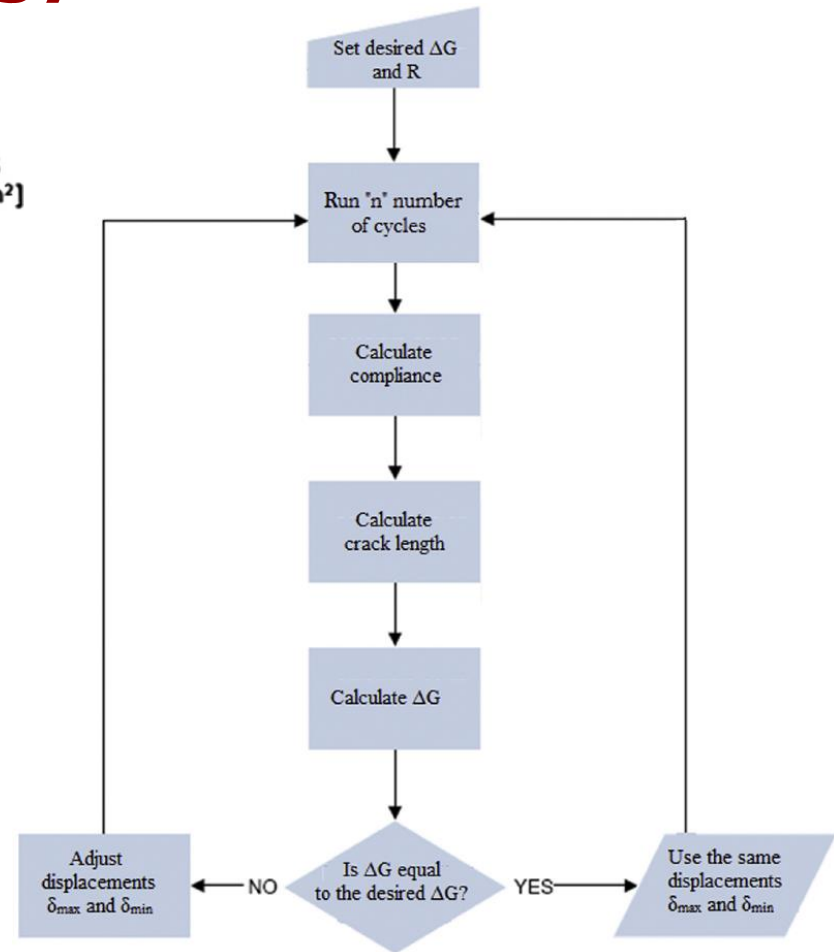 Set desired ΔG
and R
²]
Run "n" number
of cycles
Calculate
compliance
Calculate
crack length
Calculate ΔG
Adjust
displacements
δmax and δmin
NO
Is ΔG equal
to the desired ΔG?
YES
Use the same
displacements
δmax and δmin